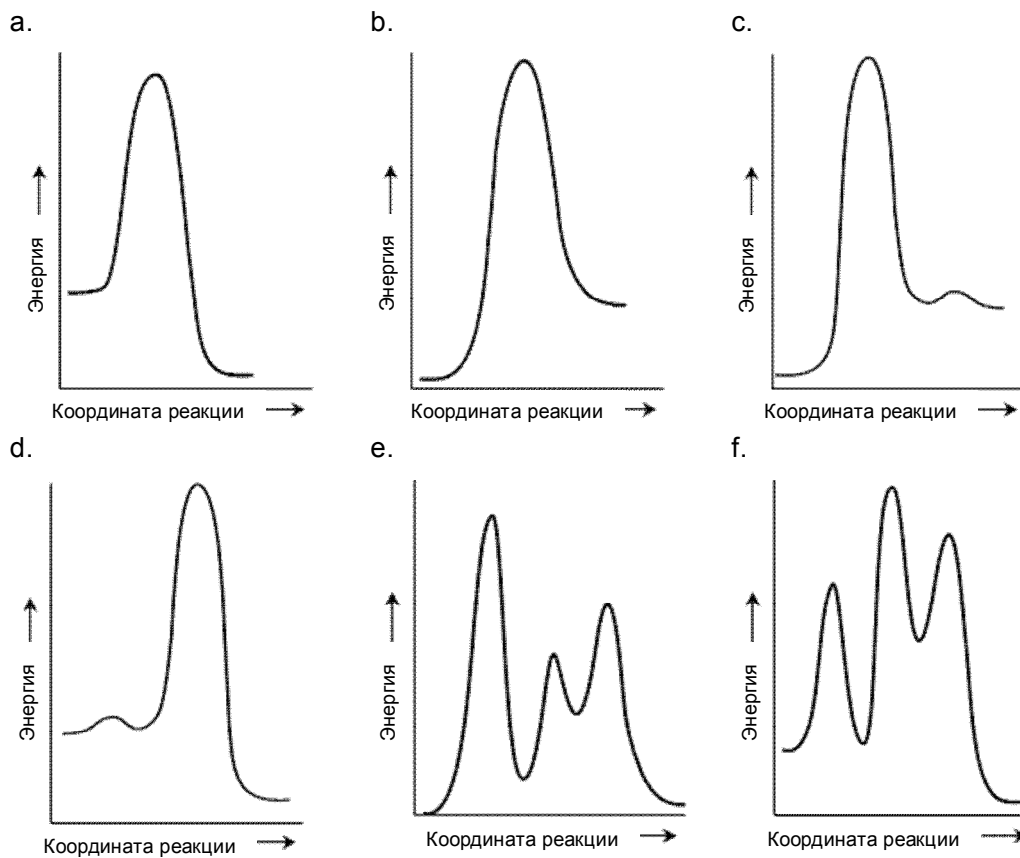 a.
b.
c.
Энергия
Энергия
Энергия
Координата реакции
Координата реакции
Координата реакции
d.
e.
f.
Энергия
Энергия
Энергия
Координата реакции
Координата реакции
Координата реакции